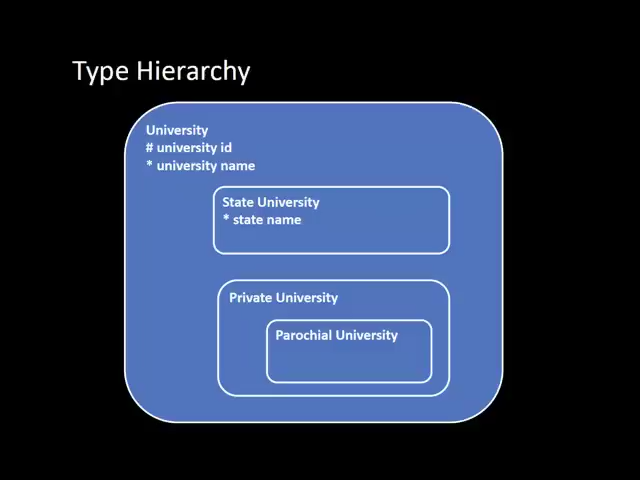 Type Hierarchy
University
# university id
* university name
State University
* state name
Private University
Parochial University